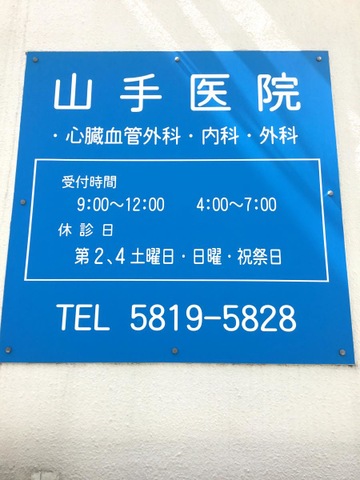 山手医院
・心臓血管外科・内科・外科
受付時間
9:00〜12:00 4:00〜7:00
休診日
第2、4土曜日・日曜・祝祭日
TEL 5819-5828